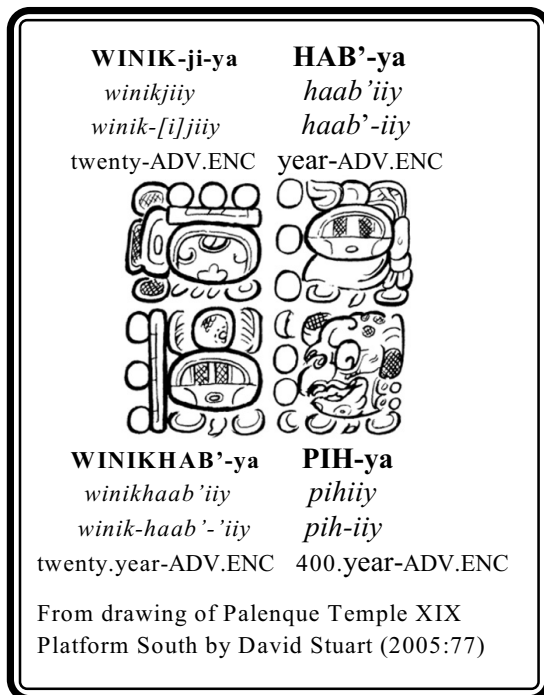 WINIK-ji-ya HAB’-ya
winikjiiy haab’iiy
winik-[i]jiiy haab’-iiy
twenty-ADV.ENC year-ADV.ENC
WINIKHAB’-ya PIH-ya
winikhaab’iiy pihiiy
winik-haab’-’iiy pih-iiy
twenty.year-ADV.ENC 400.year-ADV.ENC
From drawing of Palenque Temple XIX
Platform South by David Stuart (2005:77)